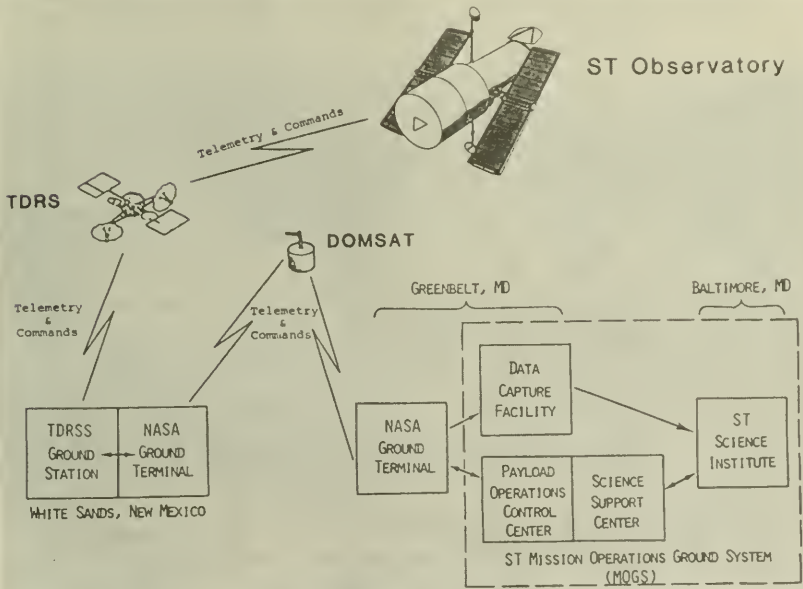 ST Observatory
Telemetry & Commands
TDRS
DOMSAT
GREENBELT, MD
BALTIMORE, MD
Telemetry
&
Commands
Telemetry
&
Commands
DATA
CAPTURE
FACILITY
TDRSS
GROUND
STATION
NASA
GROUND
TERMINAL
NASA
GROUND
TERMINAL
ST
SCIENCE
INSTITUTE
PAYLOAD
OPERATIONS
CONTROL
CENTER
SCIENCE
SUPPORT
CENTER
WHITE SANDS, NEW MEXICO
ST MISSION OPERATIONS GROUND SYSTEM
(MOGS)